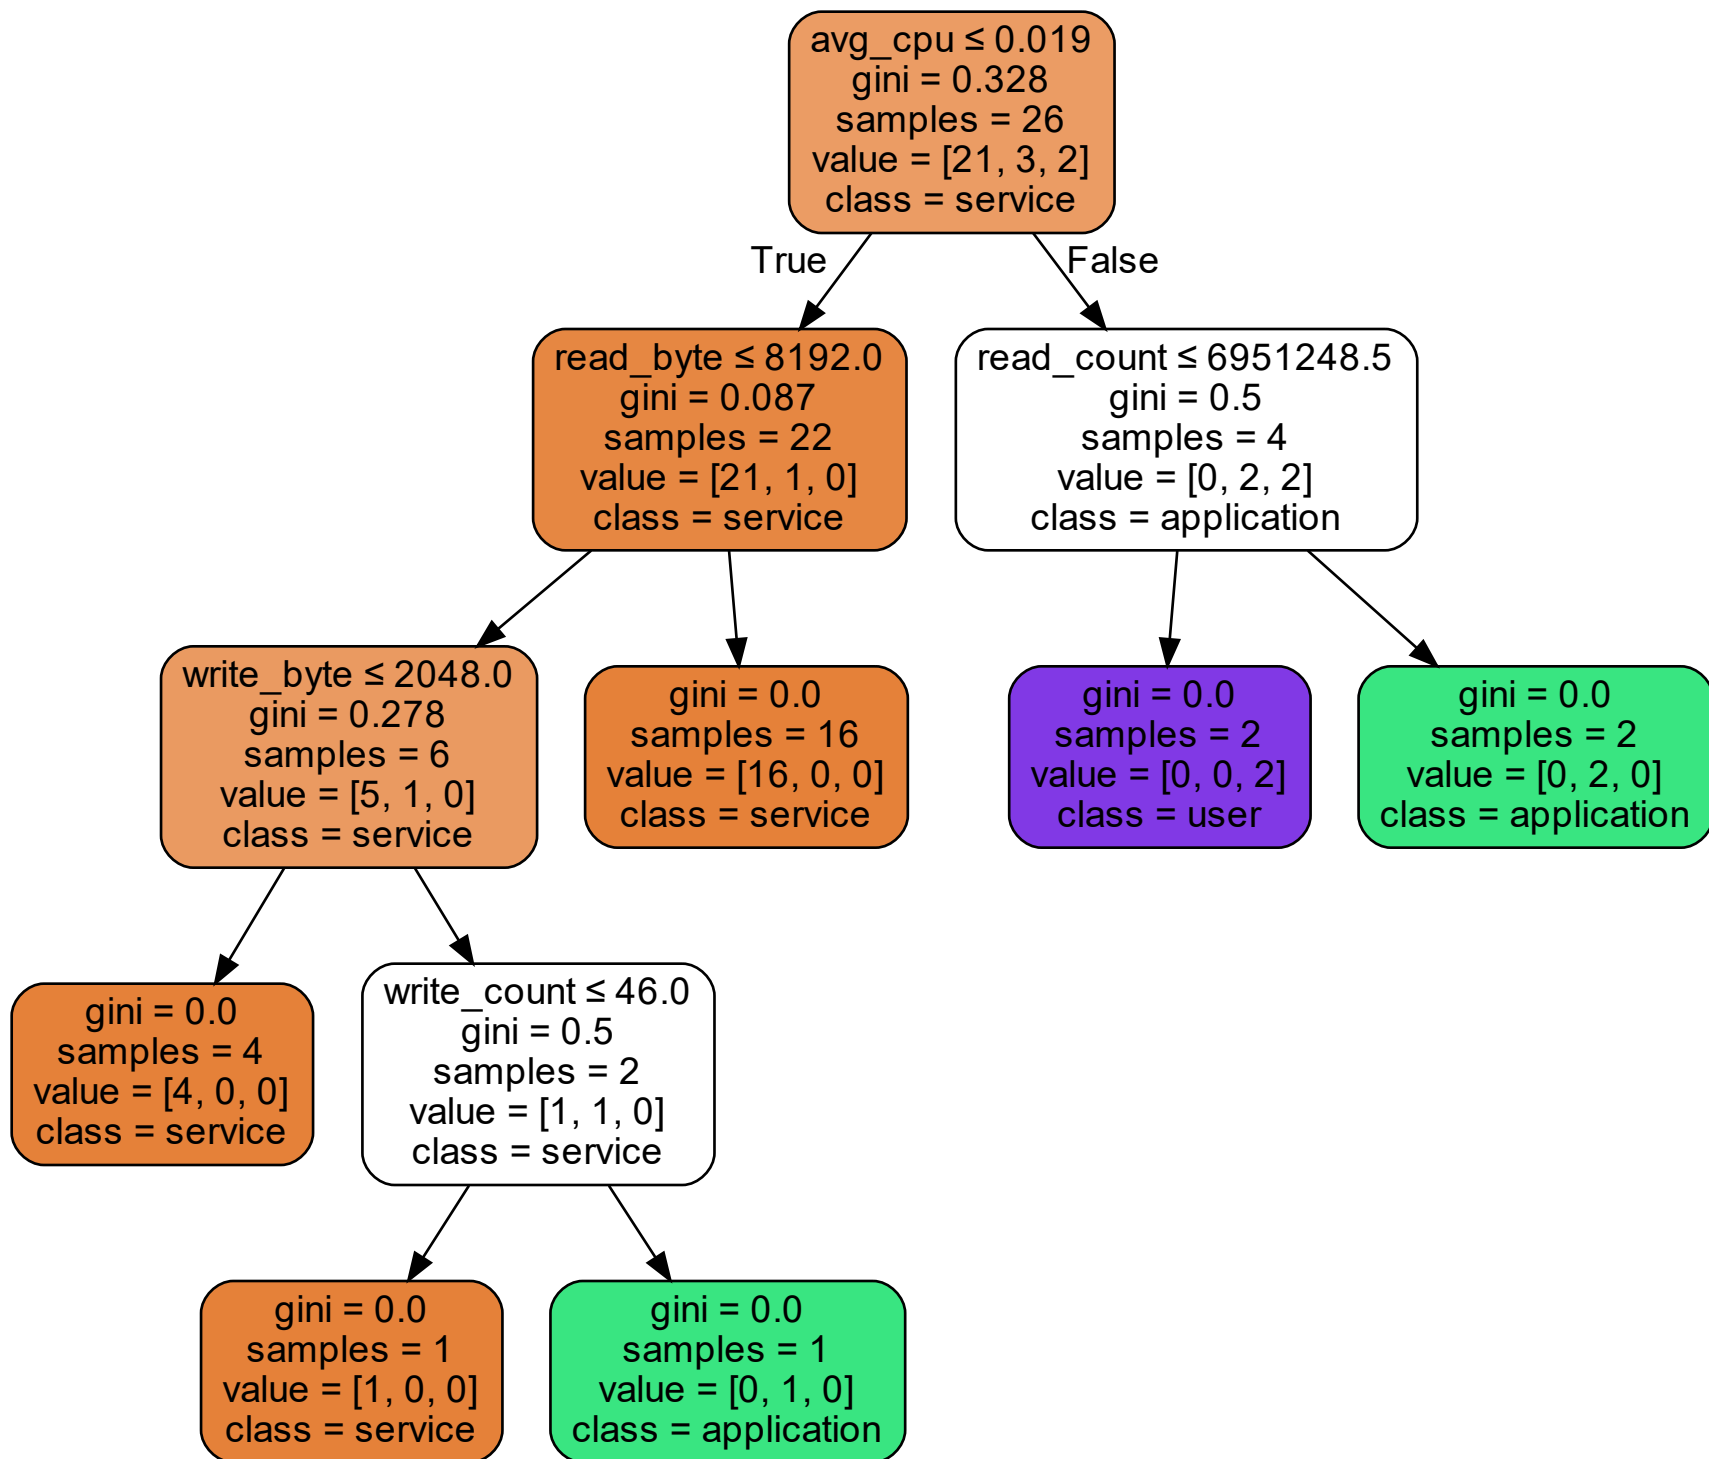 avg_cpu ≤ 0.019
gini = 0.328
samples = 26
value = [21, 3, 2]
class = service
True
False
read_byte ≤ 8192.0
gini = 0.087
samples = 22
value = [21, 1, 0]
class = service
read_count ≤ 6951248.5
gini = 0.5
samples = 4
value = [0, 2, 2]
class = application
write_byte ≤ 2048.0
gini = 0.278
samples = 6
value = [5, 1, 0]
class = service
gini = 0.0
samples = 16
value = [16, 0, 0]
class = service
gini = 0.0
samples = 2
value = [0, 0, 2]
class = user
gini = 0.0
samples = 2
value = [0, 2, 0]
class = application
gini = 0.0
samples = 4
value = [4, 0, 0]
class = service
write_count ≤ 46.0
gini = 0.5
samples = 2
value = [1, 1, 0]
class = service
gini = 0.0
samples = 1
value = [1, 0, 0]
class = service
gini = 0.0
samples = 1
value = [0, 1, 0]
class = application